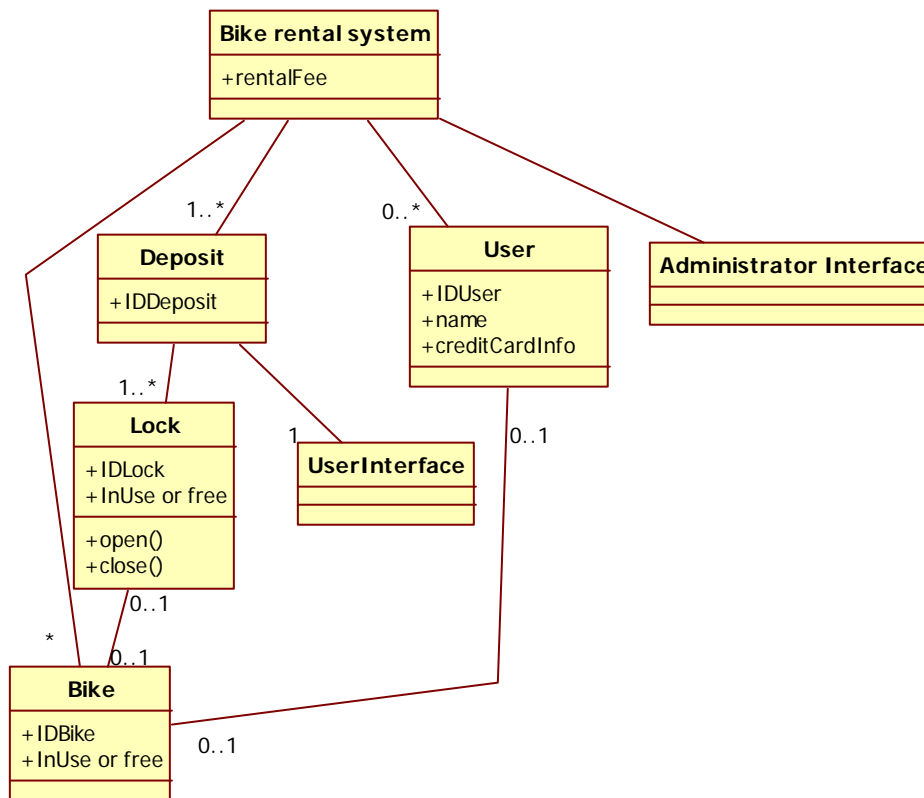 Bike rental system
+rentalFee
1..*
0..*
Deposit
+IDDeposit
User
+IDUser
+name
+creditCardInfo
Administrator Interface
1..*
Lock
+IDLock
+InUse or free
+open()
+close()
1
UserInterface
0..1
0..1
*
0..1
Bike
+IDBike
+InUse or free
0..1